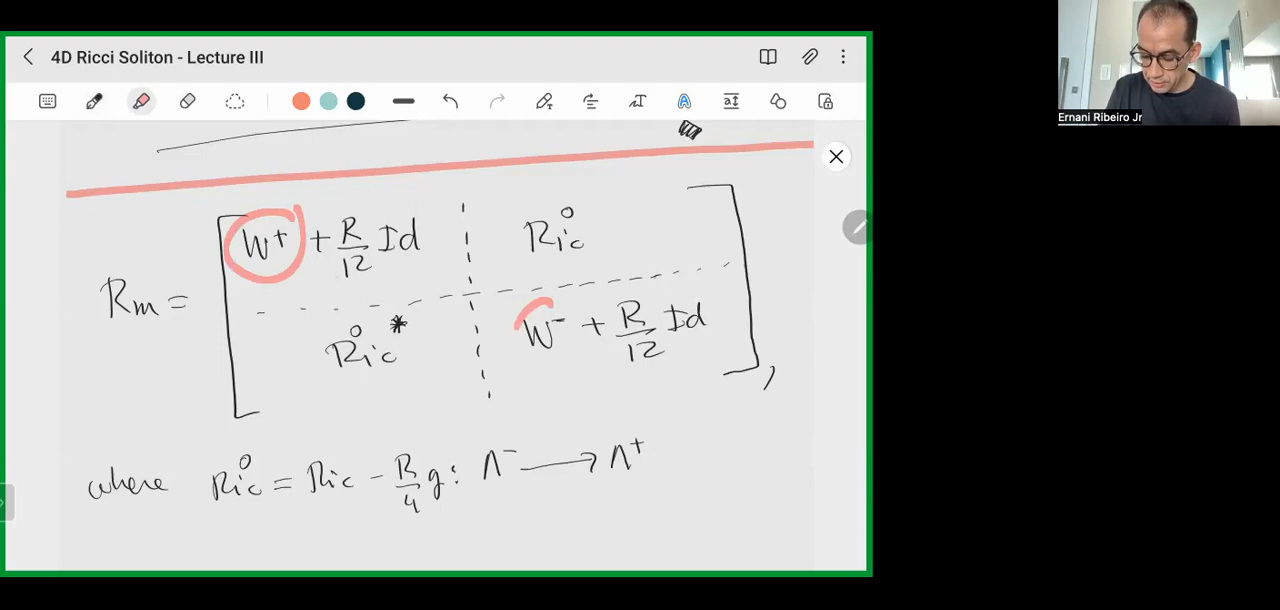 4D Ricci Soliton - Lecture III
Ernani Ribeiro Jr
W⁺ + R/12 Id | R̊ic
Rm = [ ] ,
R̊ic* | W⁻ + R/12 Id
where R̊ic = Ric - R/4 g : Λ⁻ ⟶ Λ⁺